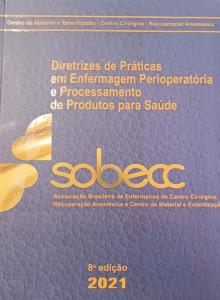 Centro de Material e Esterilização | Centro Cirúrgico | Recuperação Anestésica
Diretrizes de Práticas
em Enfermagem Perioperatória
e Processamento
de Produtos para Saúde
sobecc
Associação Brasileira de Enfermeiros de Centro Cirúrgico,
Recuperação Anestésica e Centro de Material e Esterilização
8ª edição
2021